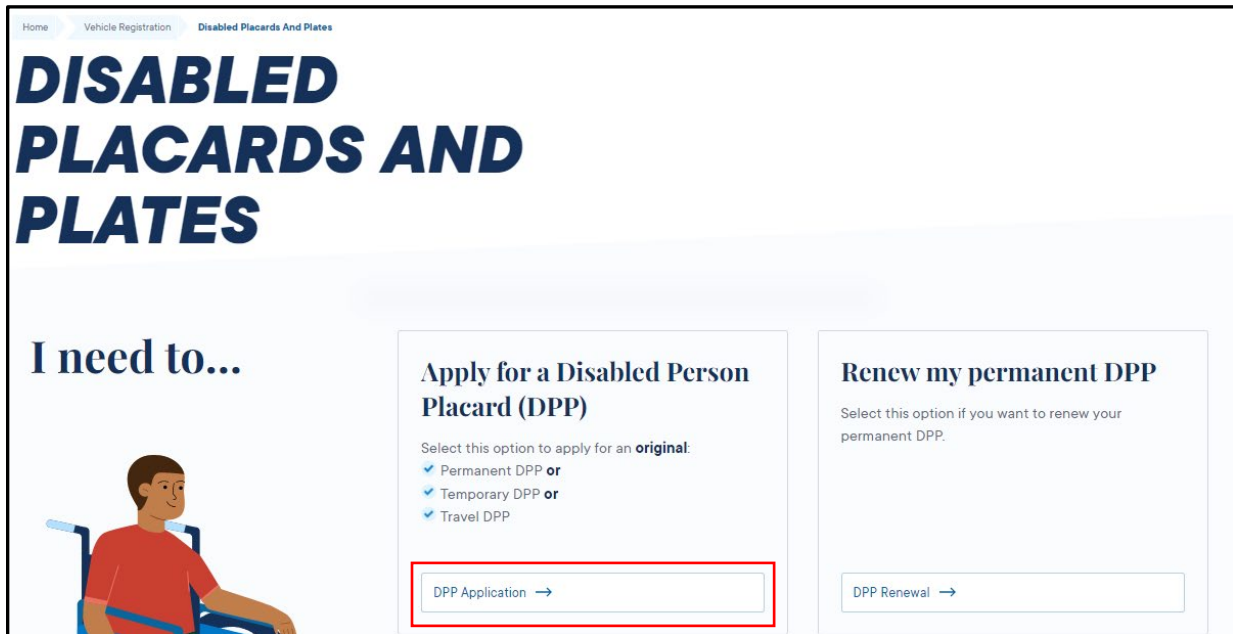 Home Vehicle Registration Disabled Placards And Plates
DISABLED
PLACARDS AND
PLATES
I need to...
Apply for a Disabled Person
Placard (DPP)
Select this option to apply for an original:
Permanent DPP or
Temporary DPP or
Travel DPP
DPP Application →
Renew my permanent DPP
Select this option if you want to renew your
permanent DPP.
DPP Renewal →